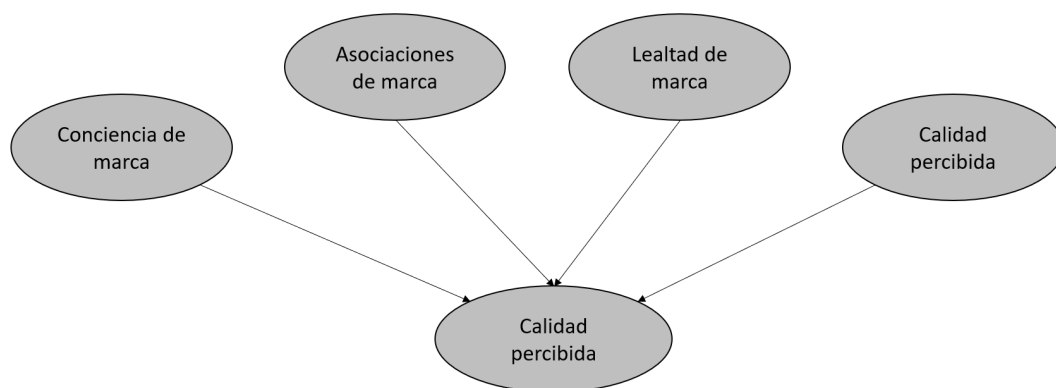 Asociaciones
de marca
Lealtad de
marca
Conciencia de
marca
Calidad
percibida
Calidad
percibida